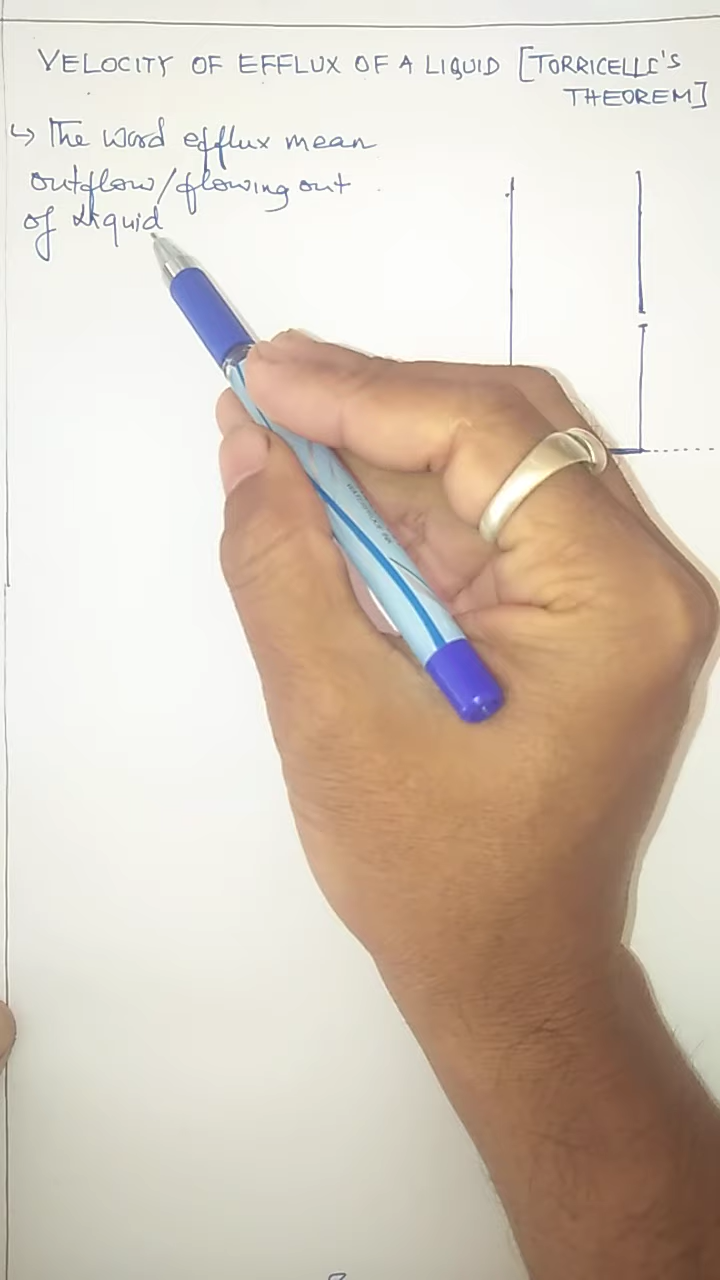 VELOCITY OF EFFLUX OF A LIQUID [TORRICELLI'S
THEOREM]
↳ The word efflux mean
outflow/flowing out
of liquid